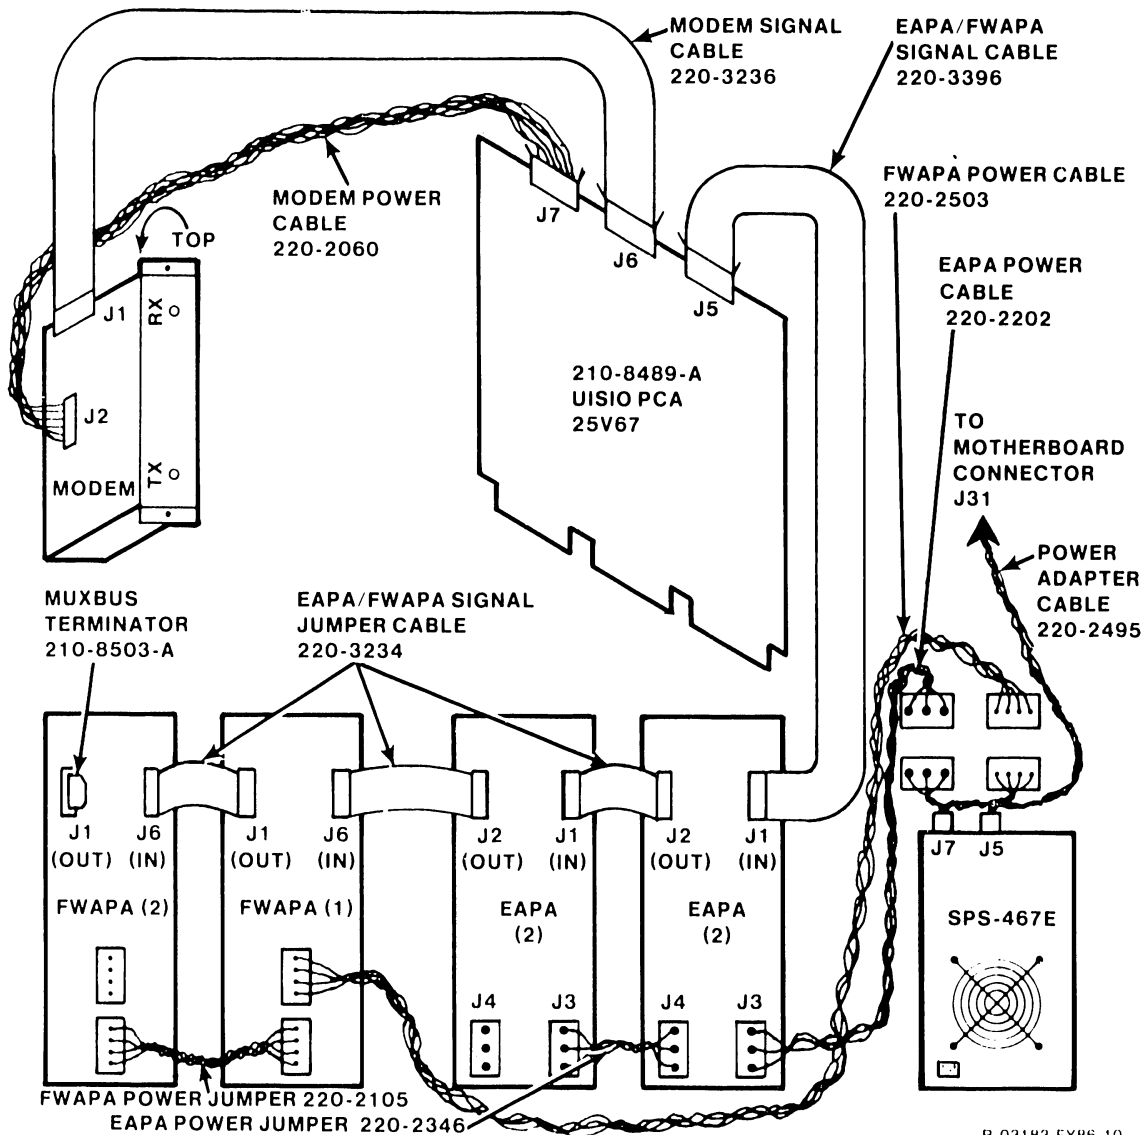 MODEM SIGNAL
CABLE
220-3236
EAPA/FWAPA
SIGNAL CABLE
220-3396
FWAPA POWER CABLE
220-2503
MODEM POWER
CABLE
220-2060
TOP
J7
J6
J5
EAPA POWER
CABLE
220-2202
J1
RX
J2
TX
MODEM
210-8489-A
UISIO PCA
25V67
TO
MOTHERBOARD
CONNECTOR
J31
POWER
ADAPTER
CABLE
220-2495
MUXBUS
TERMINATOR
210-8503-A
EAPA/FWAPA SIGNAL
JUMPER CABLE
220-3234
J1 J6 J1 J6 J2 J1 J2 J1
(OUT) (IN) (OUT) (IN) (OUT) (IN) (OUT) (IN)
J7 J5
FWAPA (2)
FWAPA (1)
EAPA
(2)
EAPA
(2)
SPS-467E
J4 J3 J4 J3
FWAPA POWER JUMPER 220-2105
EAPA POWER JUMPER 220-2346